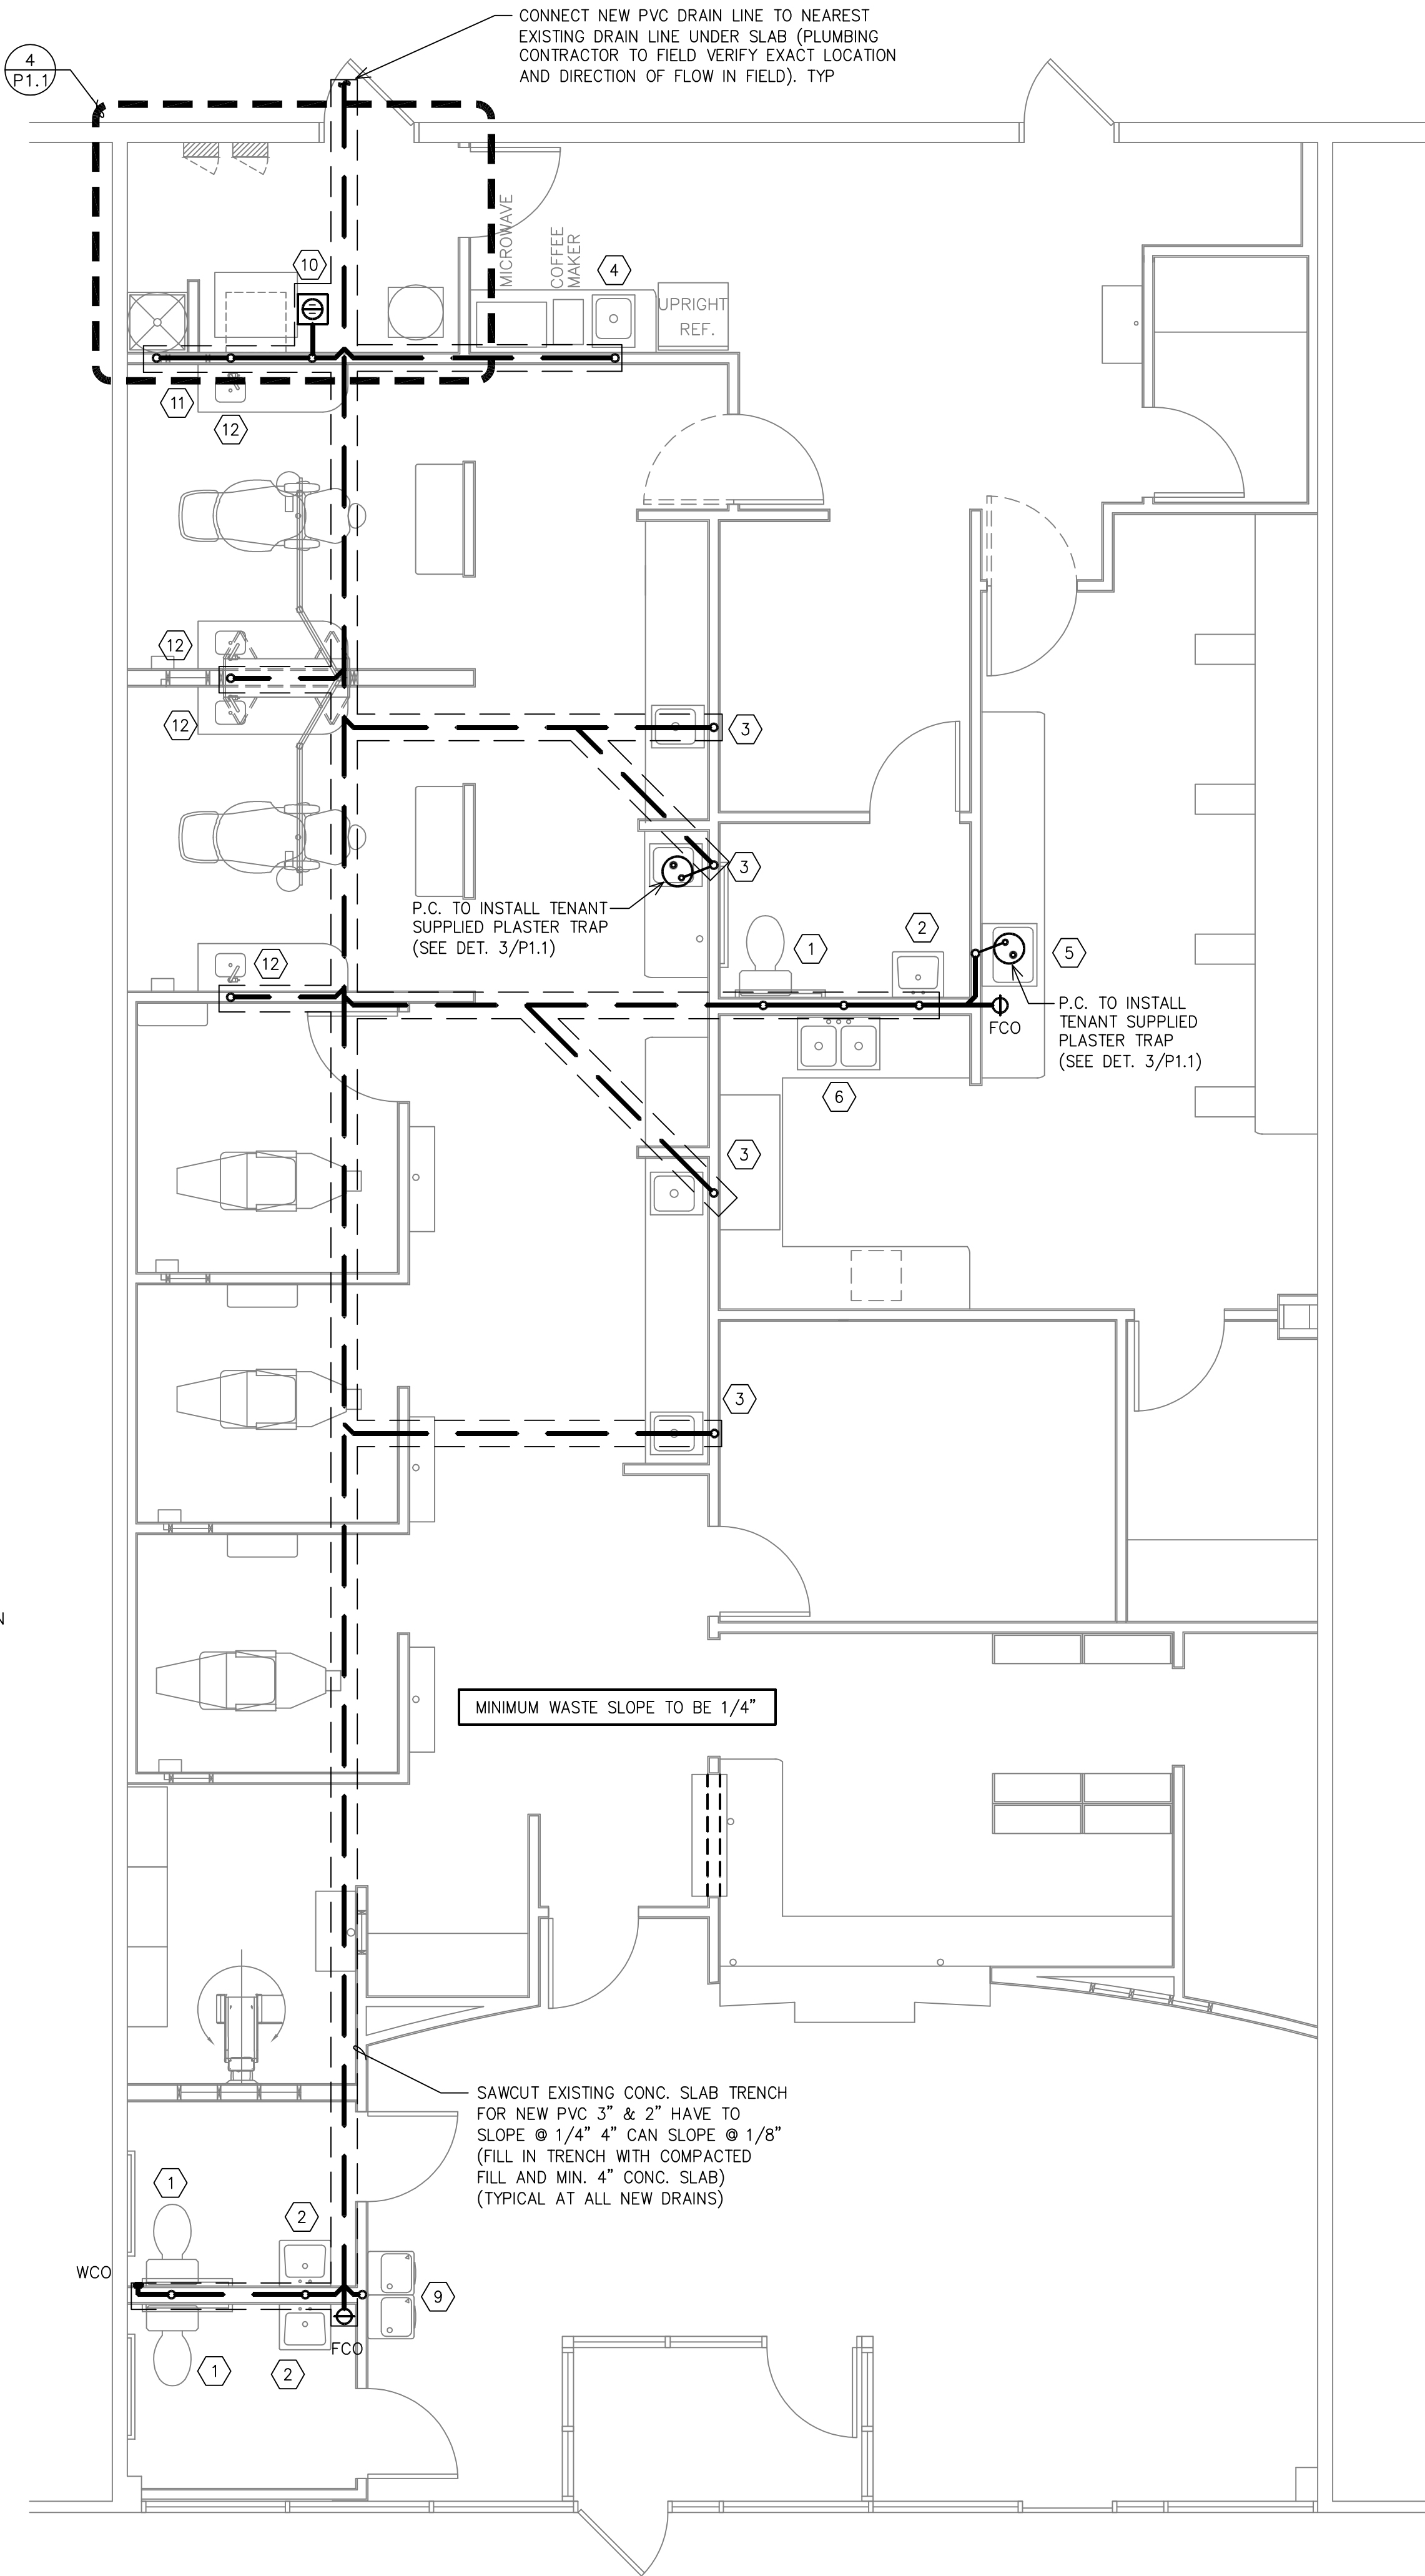 CONNECT NEW PVC DRAIN LINE TO NEAREST
EXISTING DRAIN LINE UNDER SLAB (PLUMBING
CONTRACTOR TO FIELD VERIFY EXACT LOCATION
AND DIRECTION OF FLOW IN FIELD). TYP
4
P1.1
MICROWAVE
COFFEE
MAKER
10
4
UPRIGHT
REF.
11
12
12
12
3
3
P.C. TO INSTALL TENANT
SUPPLIED PLASTER TRAP
(SEE DET. 3/P1.1)
1
2
5
12
P.C. TO INSTALL
TENANT SUPPLIED
PLASTER TRAP
(SEE DET. 3/P1.1)
FCO
6
3
3
N
MINIMUM WASTE SLOPE TO BE 1/4"
SAWCUT EXISTING CONC. SLAB TRENCH
FOR NEW PVC 3" & 2" HAVE TO
SLOPE @ 1/4" 4" CAN SLOPE @ 1/8"
(FILL IN TRENCH WITH COMPACTED
FILL AND MIN. 4" CONC. SLAB)
(TYPICAL AT ALL NEW DRAINS)
1
2
WCO
9
FCO
1
2